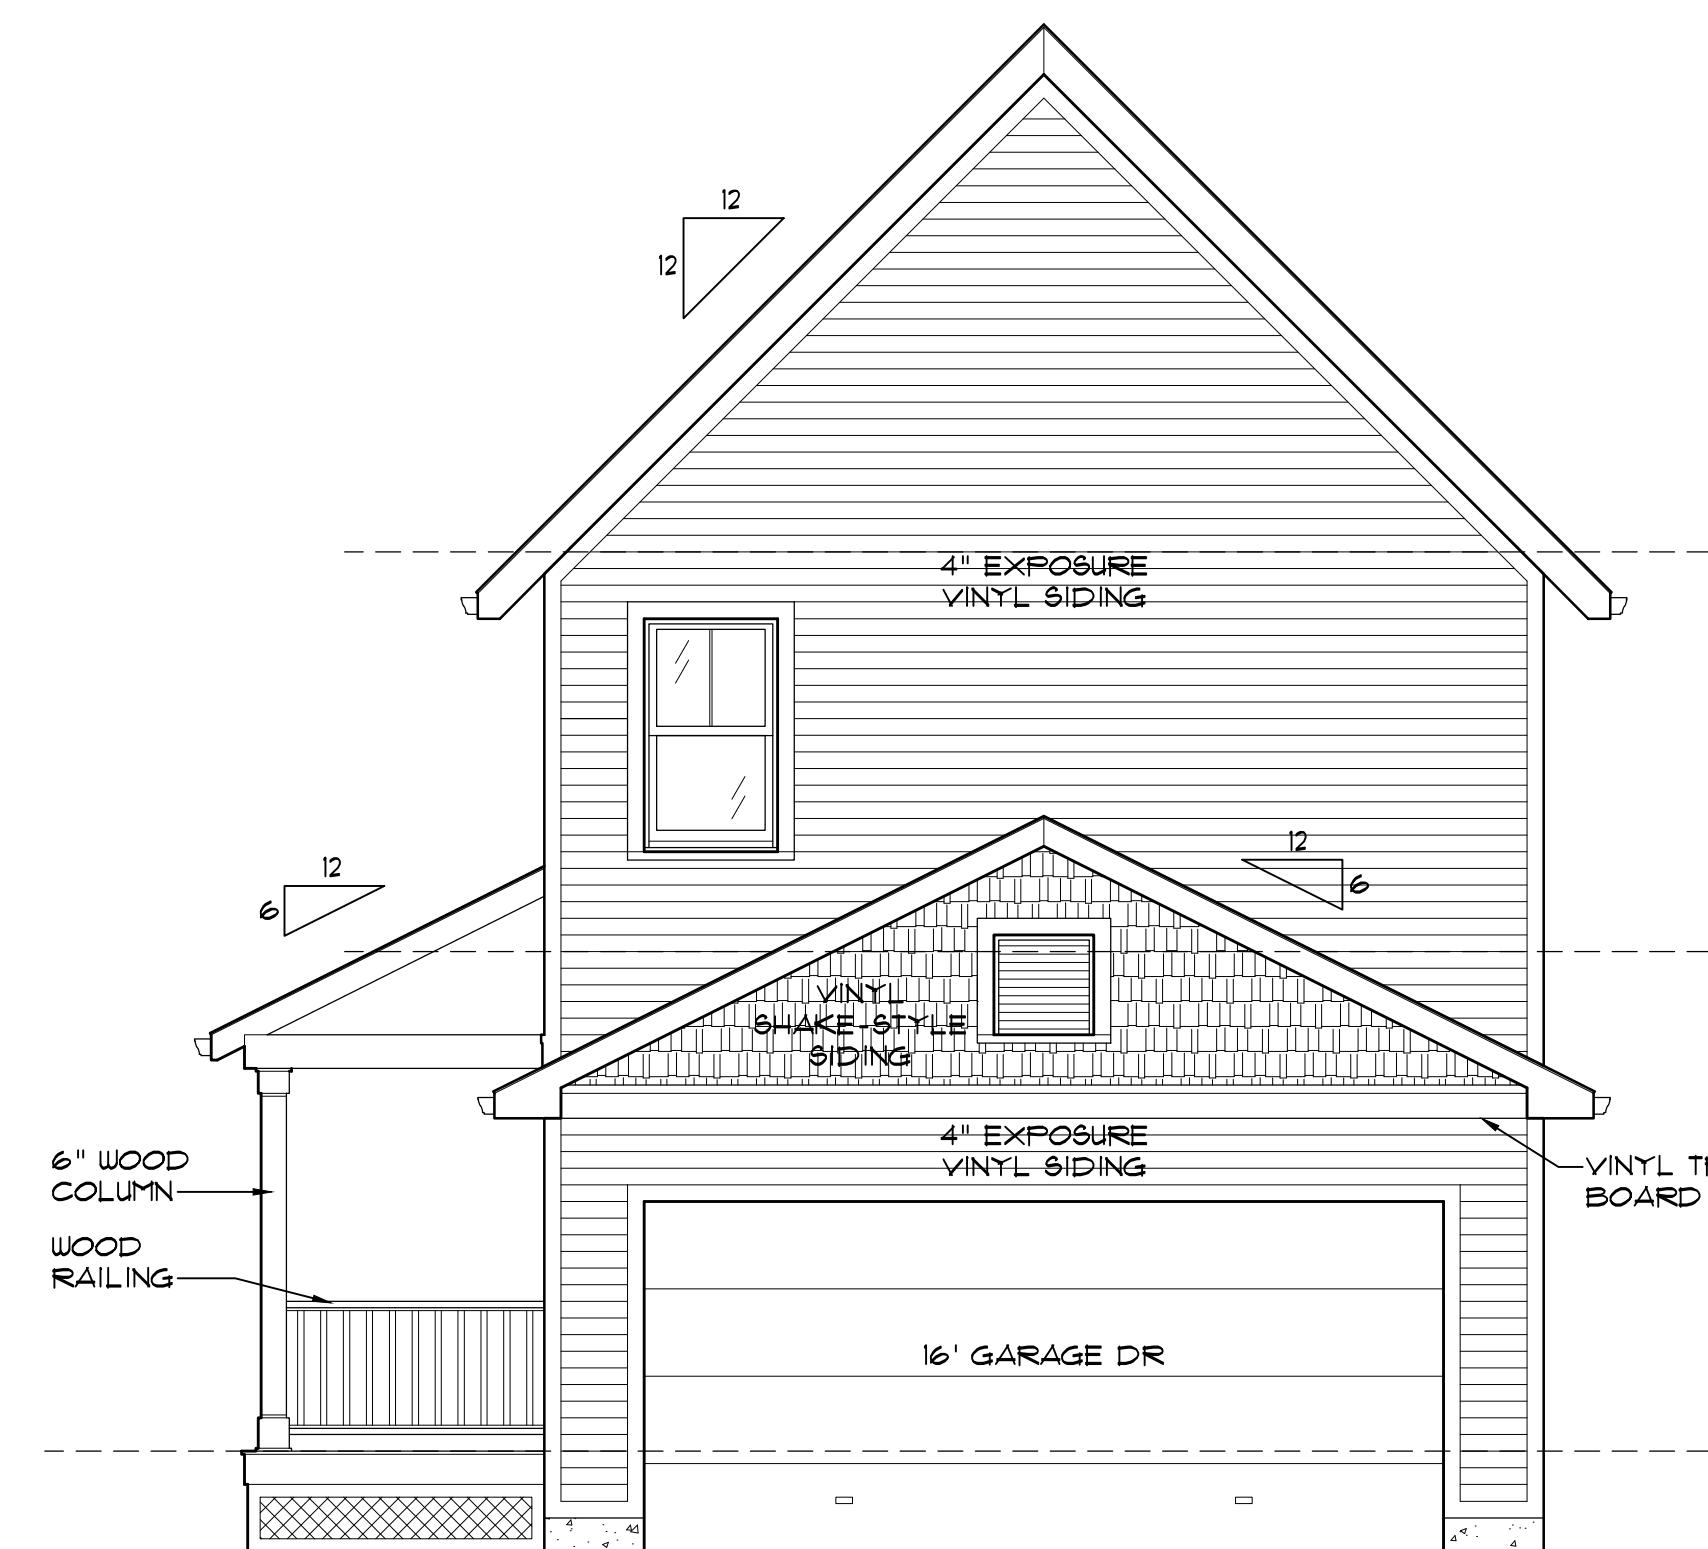 12
12
4" EXPOSURE
VINYL SIDING
12
6
12
6
VINYL
SHAKE-STYLE
SIDING
4" EXPOSURE
VINYL SIDING
6" WOOD
COLUMN
VINYL
BOARD
WOOD
RAILING
16' GARAGE DR